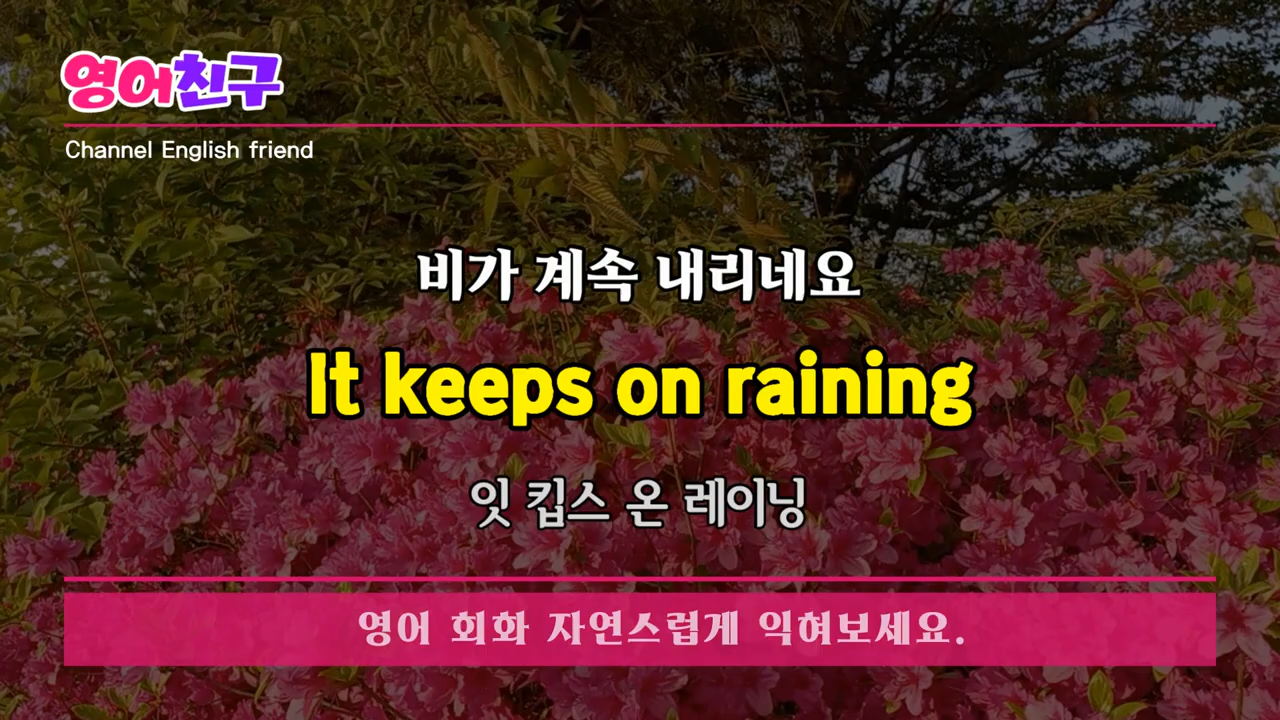 영어친구
Channel English friend
비가 계속 내리네요
It keeps on raining
잇 킵스 온 레이닝
영어 회화 자연스럽게 익혀보세요.